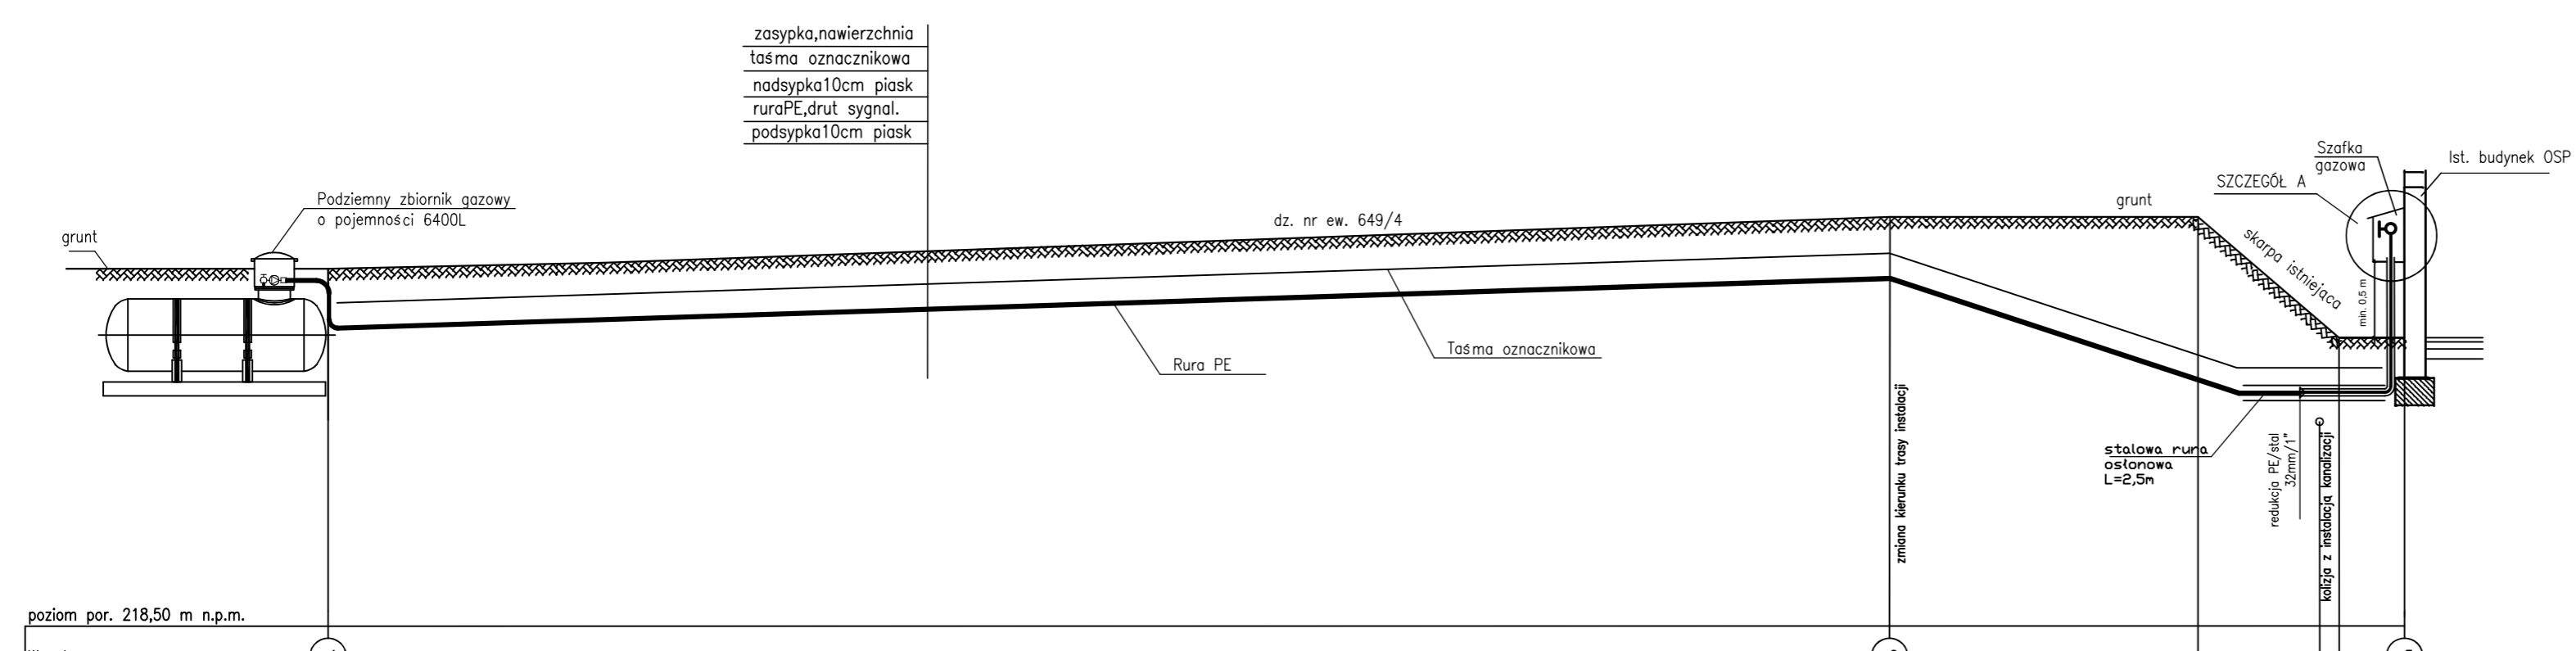 zasypka,nawierzchnia
taśma oznacznikowa
nadsypka10cm piask
ruraPE,drut sygnal.
podsypka10cm piask
Podziemny zbiornik gazowy
o pojemności 6400L
grunt
dz. nr ew. 649/4
grunt
Szafka
gazowa
Ist. budynek OSP
SZCZEGÓŁ A
skarpa istniejąca
min. 0,5 m
Taśma oznacznikowa
Rura PE
zmiana kierunku trasy instalacji
stalowa rura
osłonowa
L=2,5m
redukcja PE/stal
32mm/1"
kolizja z instalacją kanalizacji
poziom por. 218,50 m n.p.m.